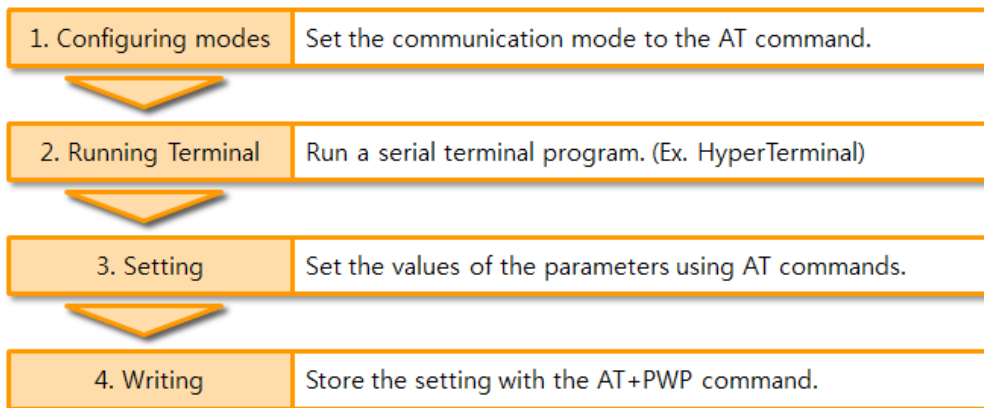 1. Configuring modes
Set the communication mode to the AT command.
2. Running Terminal
Run a serial terminal program. (Ex. HyperTerminal)
3. Setting
Set the values of the parameters using AT commands.
4. Writing
Store the setting with the AT+PWP command.